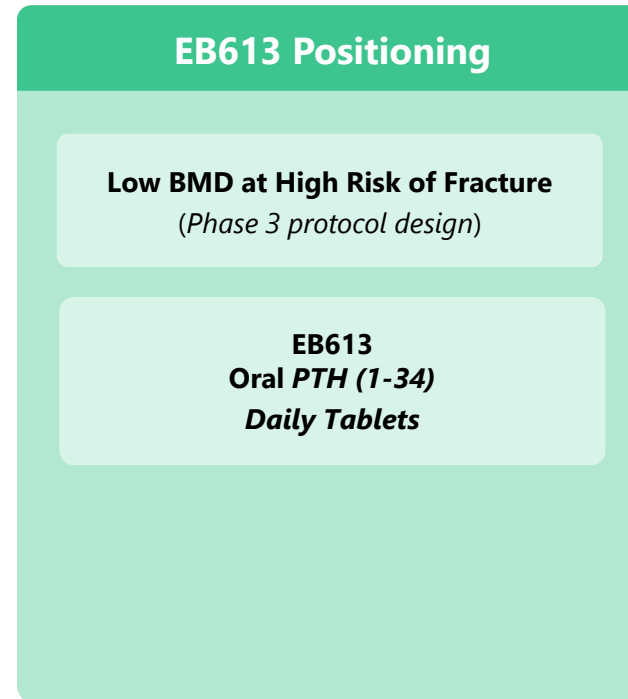 EB613 Positioning
Low BMD at High Risk of Fracture
(Phase 3 protocol design)
EB613
Oral PTH (1-34)
Daily Tablets